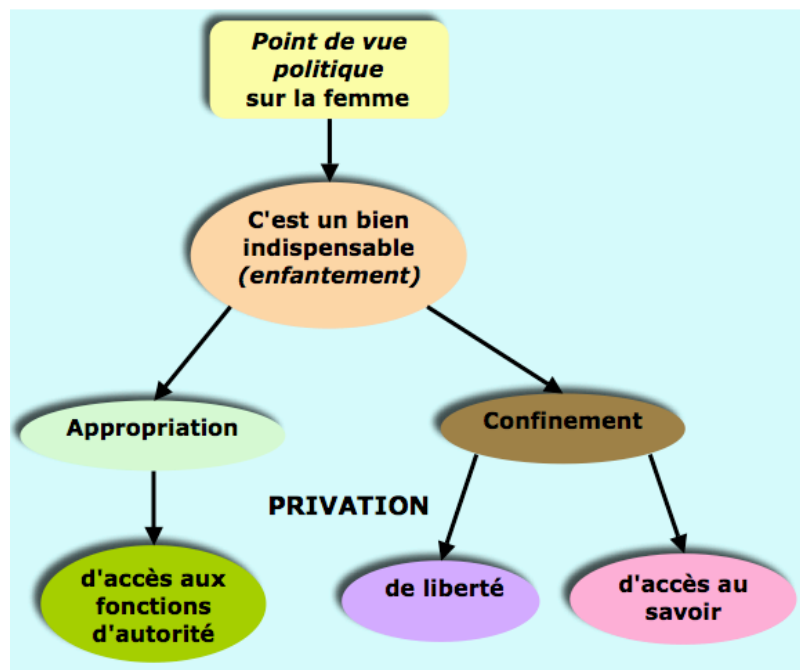 Point de vue
politique
sur la femme
C'est un bien
indispensable
(enfantement)
Appropriation
Confinement
PRIVATION
d'accès aux
fonctions
d'autorité
de liberté
d'accès au
savoir